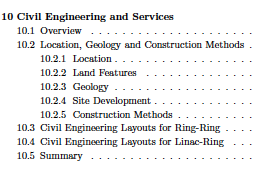 10 Civil Engineering and Services
10.1 Overview . . . . . . . . . . . . . . . . . . . . .
10.2 Location, Geology and Construction Methods .
10.2.1 Location . . . . . . . . . . . . . . . .
10.2.2 Land Features . . . . . . . . . . . . .
10.2.3 Geology . . . . . . . . . . . . . . . .
10.2.4 Site Development . . . . . . . . . . . .
10.2.5 Construction Methods . . . . . . . . . .
10.3 Civil Engineering Layouts for Ring-Ring . . . .
10.4 Civil Engineering Layouts for Linac-Ring . . .
10.5 Summary . . . . . . . . . . . . . . . . . . . . .